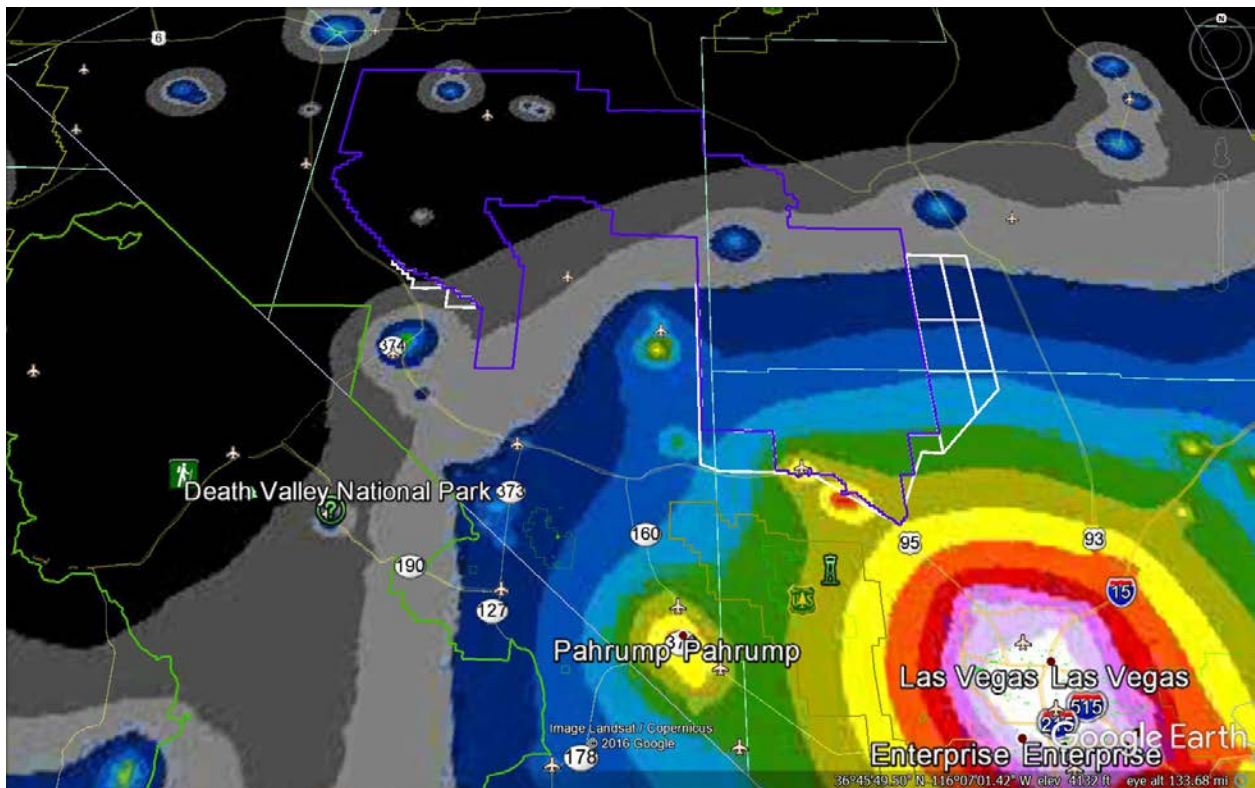 N
6
374
Death Valley National Park
?
373
160
190
127
95
93
15
Pahrump Pahrump
Las Vegas Las Vegas
515
Image Landsat / Copernicus
© 2016 Google
Google Earth
Enterprise Enterprise
178
36°45'49.50" N 116°07'01.42" W elev 4132 ft eye alt 133.68 mi